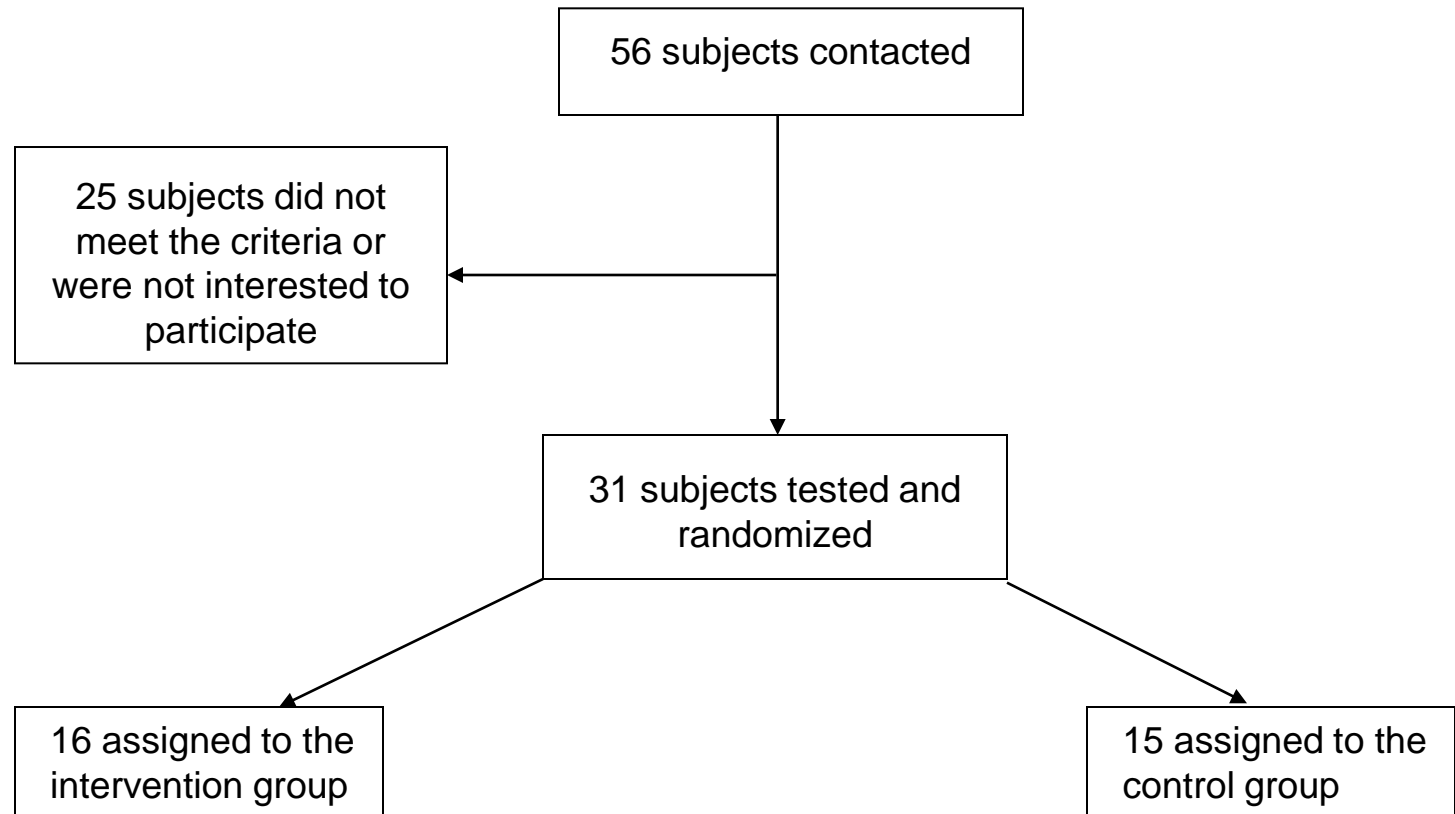 56 subjects contacted
25 subjects did not
meet the criteria or
were not interested to
participate
31 subjects tested and
randomized
16 assigned to the
intervention group
15 assigned to the
control group